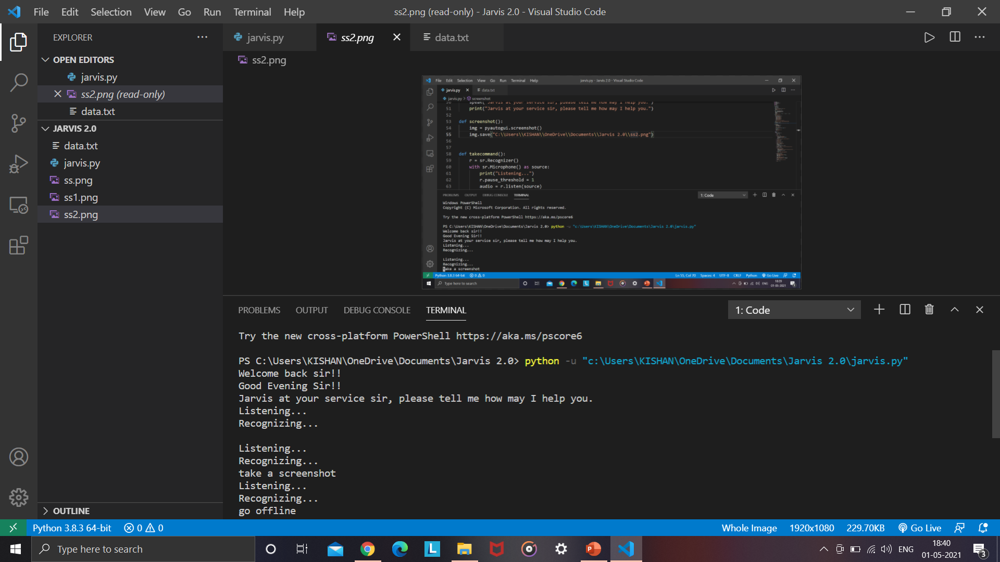 File Edit Selection View Go Run Terminal Help
ss2.png (read-only) - Jarvis 2.0 - Visual Studio Code
EXPLORER
OPEN EDITORS
jarvis.py
ss2.png (read-only)
data.txt
JARVIS 2.0
data.txt
jarvis.py
ss.png
ss1.png
ss2.png
OUTLINE
jarvis.py ss2.png data.txt
ss2.png
File Edit Selection View Go Run Terminal Help jarvis.py - Jarvis 2.0 - Visual Studio Code
jarvis.py data.txt
jarvis.py > screenshot
speak("Jarvis at your service sir, please tell me how may I help you.")
51 print("Jarvis at your service sir, please tell me how may I help you.")
52
53 def screenshot():
54 img = pyautogui.screenshot()
55 img.save("C:\\Users\\KISHAN\\OneDrive\\Documents\\Jarvis 2.0\\ss2.png")
56
57
58 def takecommand():
59 r = sr.Recognizer()
60 with sr.Microphone() as source:
61 print("Listening...")
62 r.pause_threshold = 1
63 audio = r.listen(source)
PROBLEMS OUTPUT DEBUG CONSOLE TERMINAL 1: Code
Windows PowerShell
Copyright (C) Microsoft Corporation. All rights reserved.
Try the new cross-platform PowerShell https://aka.ms/pscore6
PS C:\Users\KISHAN\OneDrive\Documents\Jarvis 2.0> python -u "c:\Users\KISHAN\OneDrive\Documents\Jarvis 2.0\jarvis.py"
Welcome back sir!!
Good Evening Sir!!
Jarvis at your service sir, please tell me how may I help you.
Listening...
Recognizing...
Listening...
Recognizing...
take a screenshot
Python 3.8.3 64-bit 0 0 Ln 55, Col 70 Spaces: 4 UTF-8 CRLF Python Go Live
Type here to search ENG 18:39
01-05-2021
PROBLEMS OUTPUT DEBUG CONSOLE TERMINAL 1: Code
Try the new cross-platform PowerShell https://aka.ms/pscore6
PS C:\Users\KISHAN\OneDrive\Documents\Jarvis 2.0> python -u "c:\Users\KISHAN\OneDrive\Documents\Jarvis 2.0\jarvis.py"
Welcome back sir!!
Good Evening Sir!!
Jarvis at your service sir, please tell me how may I help you.
Listening...
Recognizing...
Listening...
Recognizing...
take a screenshot
Listening...
Recognizing...
go offline
Python 3.8.3 64-bit 0 0 Whole Image 1920x1080 229.70KB Go Live
Type here to search L P ENG 18:40
01-05-2021 3